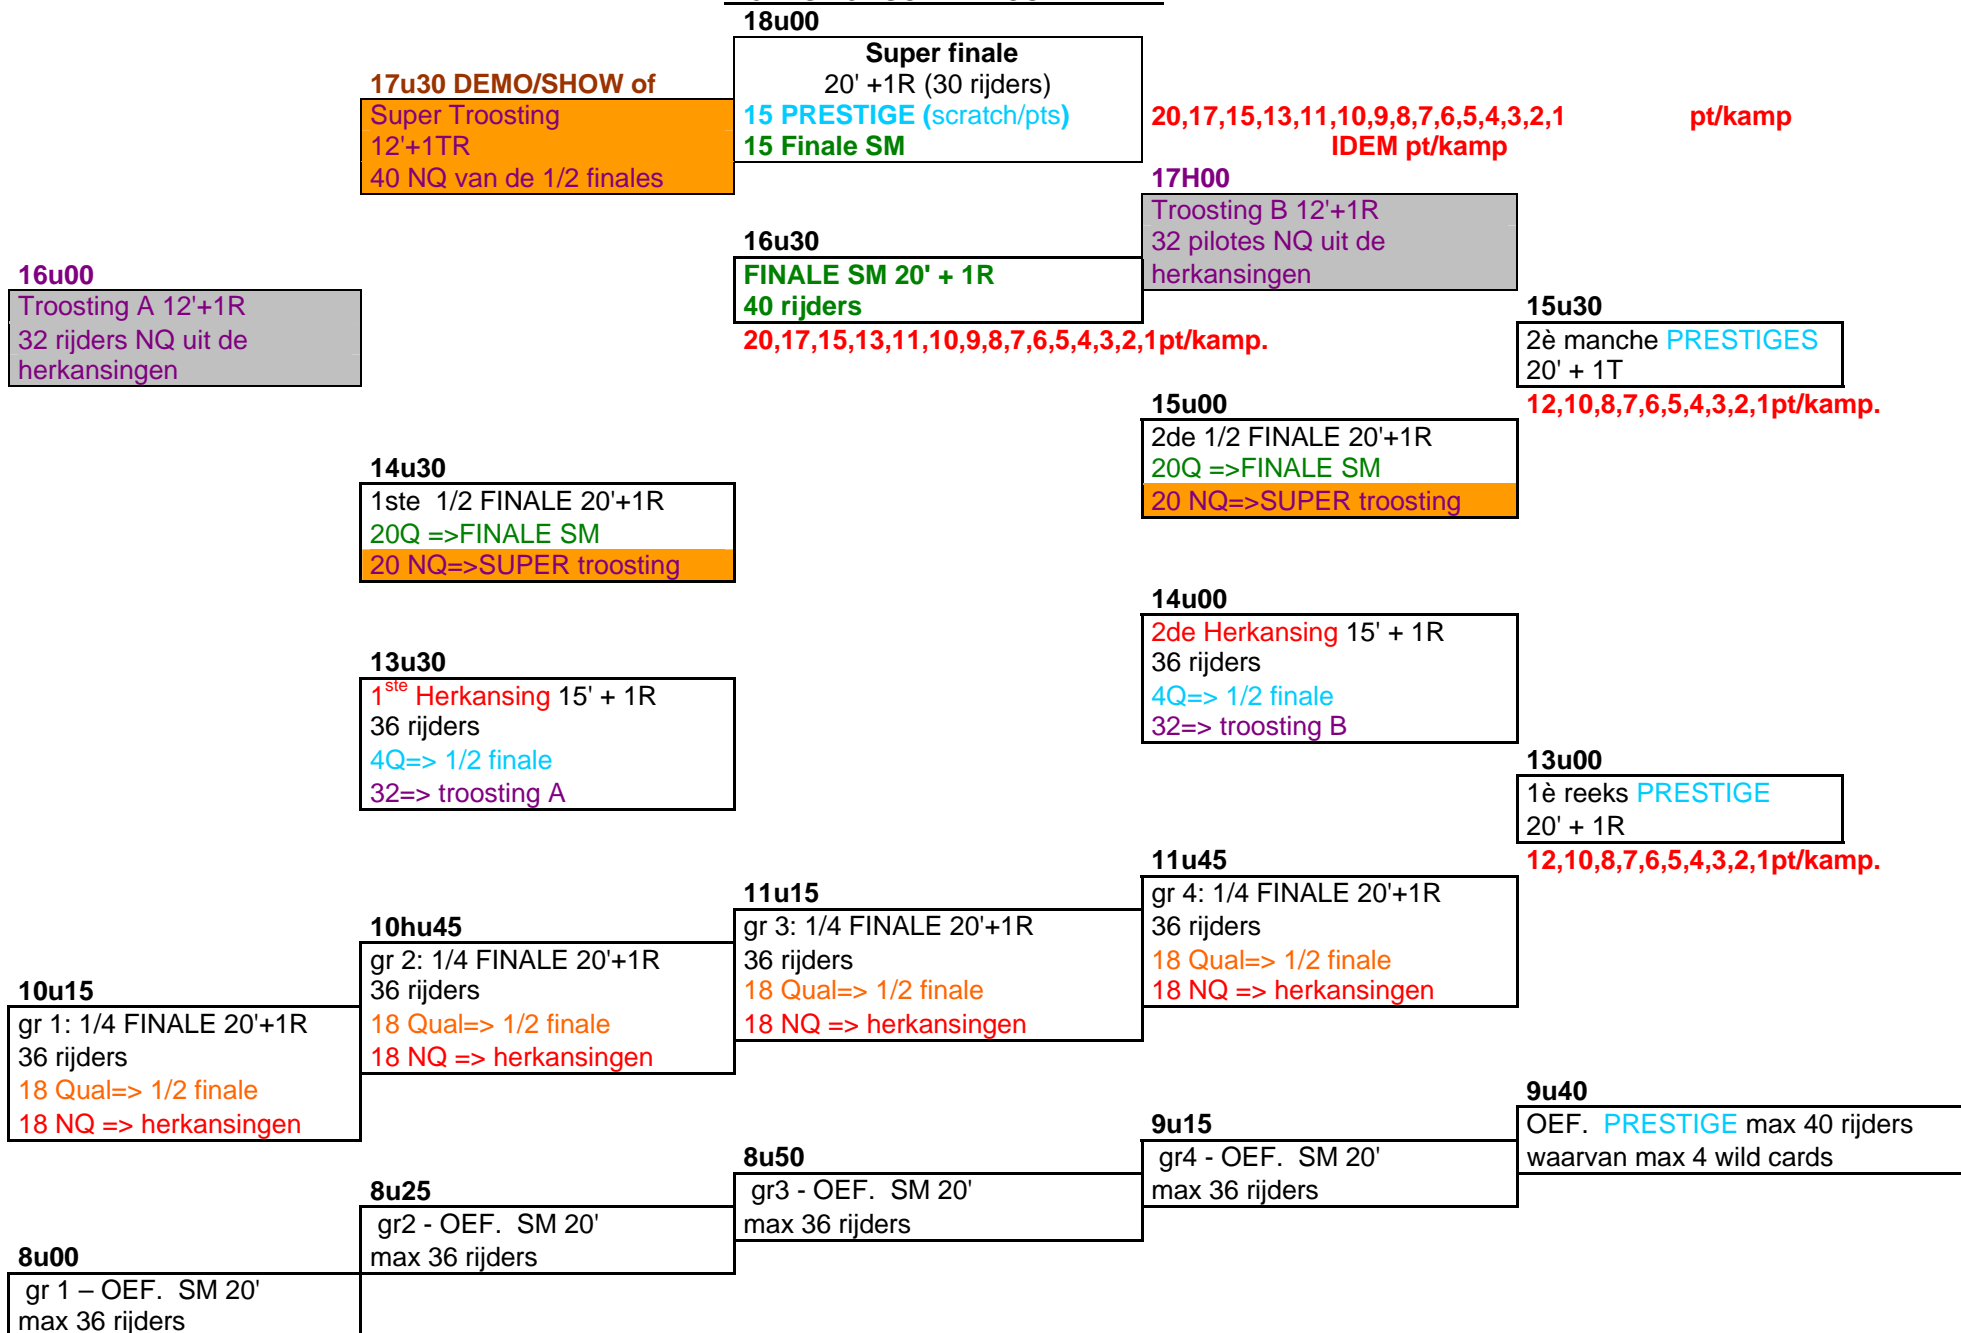 18u00
Super finale
20' +1R (30 rijders)
15 PRESTIGE (scratch/pts)
15 Finale SM
17u30 DEMO/SHOW of
Super Troosting
12'+1TR
40 NQ van de 1/2 finales
20,17,15,13,11,10,9,8,7,6,5,4,3,2,1 pt/kamp
IDEM pt/kamp
17H00
Troosting B 12'+1R
32 pilotes NQ uit de
herkansingen
16u30
FINALE SM 20' + 1R
40 rijders
20,17,15,13,11,10,9,8,7,6,5,4,3,2,1pt/kamp.
16u00
Troosting A 12'+1R
32 rijders NQ uit de
herkansingen
15u30
2è manche PRESTIGES
20' + 1T
12,10,8,7,6,5,4,3,2,1pt/kamp.
15u00
2de 1/2 FINALE 20'+1R
20Q =>FINALE SM
20 NQ=>SUPER troosting
14u30
1ste 1/2 FINALE 20'+1R
20Q =>FINALE SM
20 NQ=>SUPER troosting
14u00
2de Herkansing 15' + 1R
36 rijders
4Q=> 1/2 finale
32=> troosting B
13u30
1ste Herkansing 15' + 1R
36 rijders
4Q=> 1/2 finale
32=> troosting A
13u00
1è reeks PRESTIGE
20' + 1R
12,10,8,7,6,5,4,3,2,1pt/kamp.
11u45
gr 4: 1/4 FINALE 20'+1R
36 rijders
18 Qual=> 1/2 finale
18 NQ => herkansingen
11u15
gr 3: 1/4 FINALE 20'+1R
36 rijders
18 Qual=> 1/2 finale
18 NQ => herkansingen
10hu45
gr 2: 1/4 FINALE 20'+1R
36 rijders
18 Qual=> 1/2 finale
18 NQ => herkansingen
10u15
gr 1: 1/4 FINALE 20'+1R
36 rijders
18 Qual=> 1/2 finale
18 NQ => herkansingen
9u40
OEF. PRESTIGE max 40 rijders
waarvan max 4 wild cards
9u15
gr4 - OEF. SM 20'
max 36 rijders
8u50
gr3 - OEF. SM 20'
max 36 rijders
8u25
gr2 - OEF. SM 20'
max 36 rijders
8u00
gr 1 – OEF. SM 20'
max 36 rijders